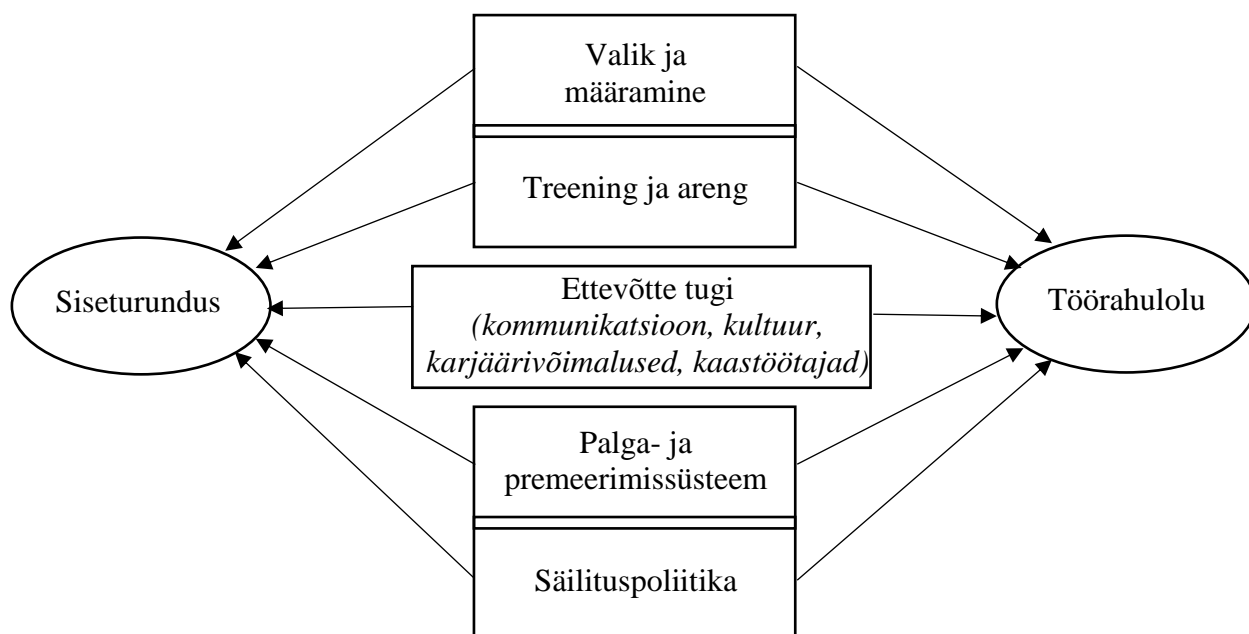 Valik ja
määramine
Treening ja areng
Siseturundus
Ettevõtte tugi
(kommunikatsioon, kultuur,
karjäärivõimalused, kaastöötajad)
Töörahulolu
Palga- ja
premeerimissüsteem
Säilituspoliitika